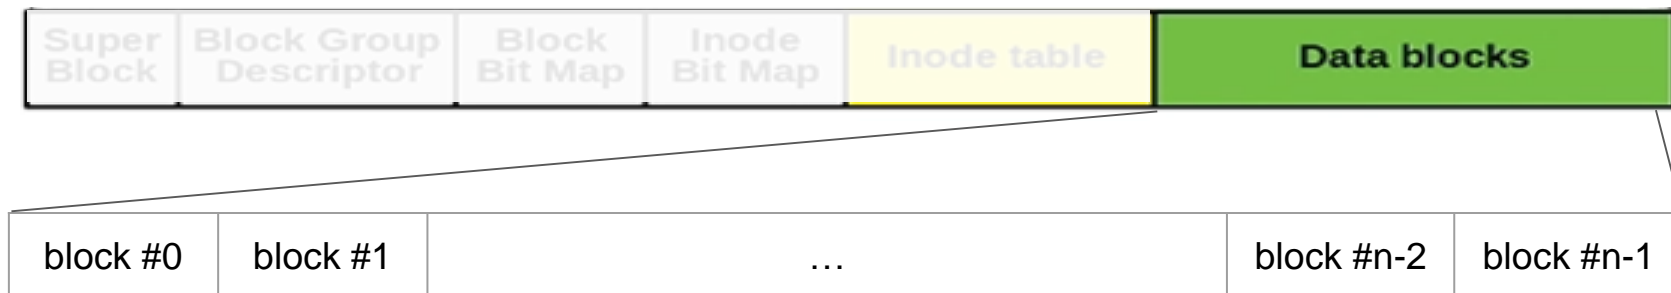 Super Block Group Block Inode
Block Descriptor Bit Map Bit Map Inode table Data blocks
block #0 block #1 … block #n-2 block #n-1